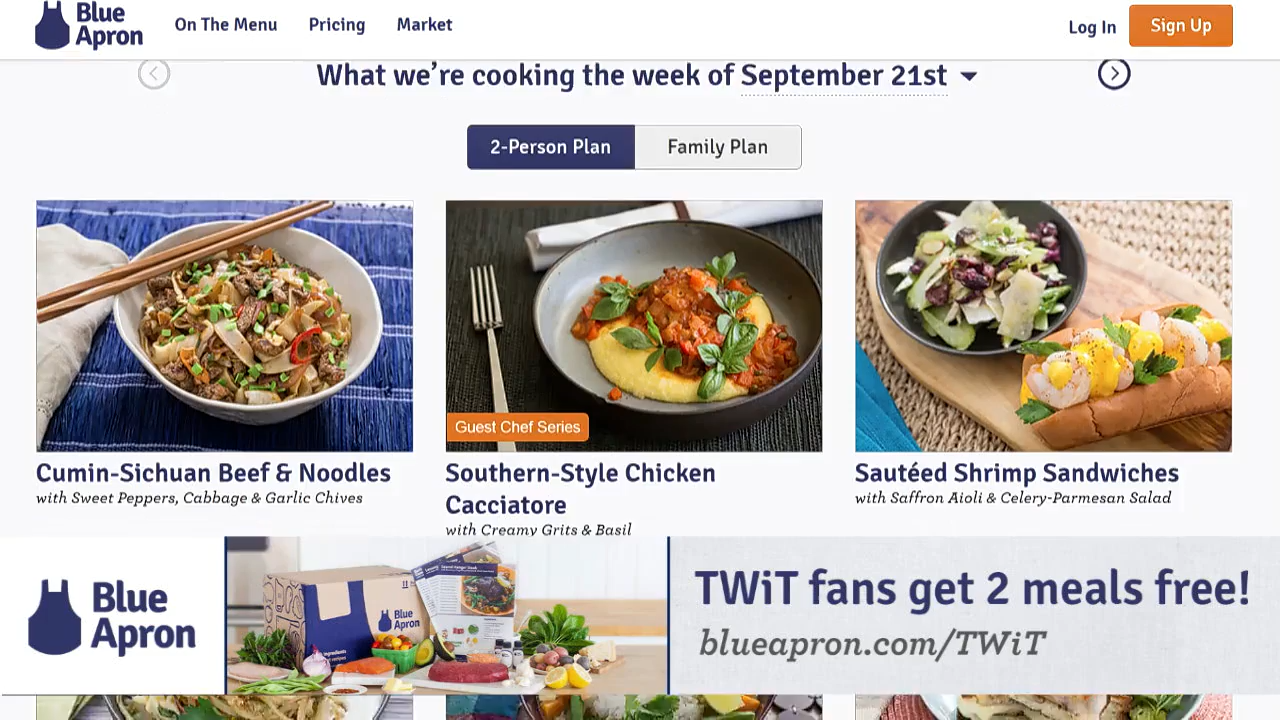 Blue
Apron
On The Menu
Pricing
Market
Log In
Sign Up
What we're cooking the week of September 21st
2-Person Plan
Family Plan
Guest Chef Series
Cumin-Sichuan Beef & Noodles
with Sweet Peppers, Cabbage & Garlic Chives
Southern-Style Chicken
Cacciatore
with Creamy Grits & Basil
Sautéed Shrimp Sandwiches
with Saffron Aioli & Celery-Parmesan Salad
Blue
Apron
Blue
Apron
TWiT fans get 2 meals free!
blueapron.com/TWiT